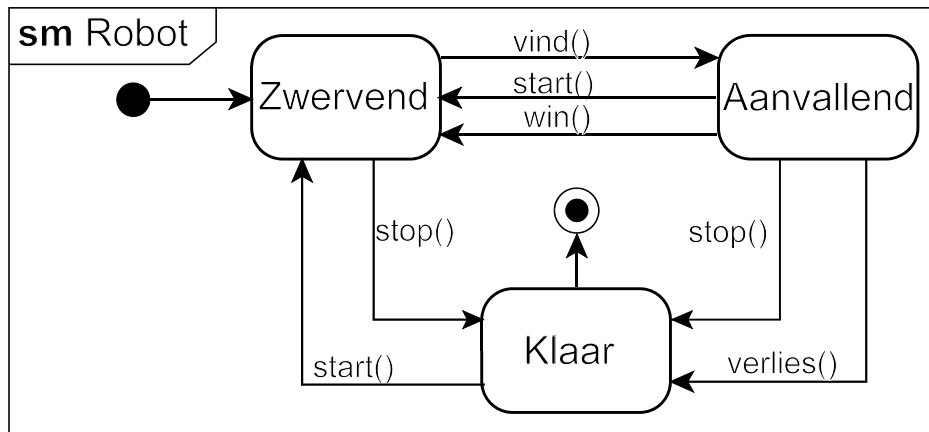 sm Robot
vind()
Zwervend
start()
Aanvallend
win()
stop()
stop()
Klaar
start()
verlies()